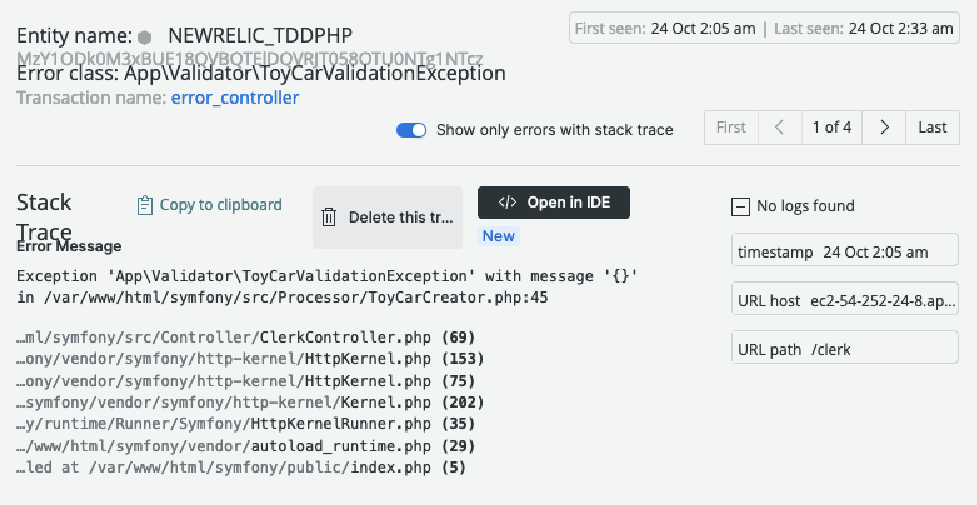 Entity name: NEWRELIC_TDDPHP
First seen: 24 Oct 2:05 am | Last seen: 24 Oct 2:33 am
Error class: App\Validator\ToyCarValidationException
Transaction name: error_controller
Show only errors with stack trace
First < 1 of 4 > Last
Stack Trace
Copy to clipboard
Delete this tr...
</> Open in IDE
New
Error Message
Exception 'App\Validator\ToyCarValidationException' with message '{}'
in /var/www/html/symfony/src/Processor/ToyCarCreator.php:45
…ml/symfony/src/Controller/ClerkController.php (69)
…ony/vendor/symfony/http-kernel/HttpKernel.php (153)
…ony/vendor/symfony/http-kernel/HttpKernel.php (75)
…symfony/vendor/symfony/http-kernel/Kernel.php (202)
…y/runtime/Runner/Symfony/HttpKernelRunner.php (35)
…/www/html/symfony/vendor/autoload_runtime.php (29)
…led at /var/www/html/symfony/public/index.php (5)
No logs found
timestamp 24 Oct 2:05 am
URL host ec2-54-252-24-8.ap...
URL path /clerk